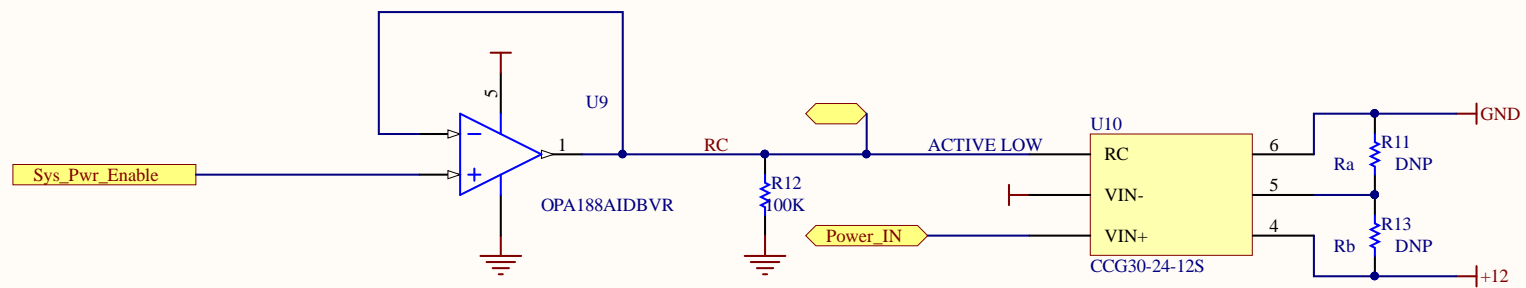 5
U9
1
RC
ACTIVE LOW
U10
GND
RC
6
R11
Ra
DNP
Sys_Pwr_Enable
R12
VIN-
5
OPA188AIDBVR
100K
R13
Power_IN
VIN+
4
Rb
DNP
CCG30-24-12S
+12